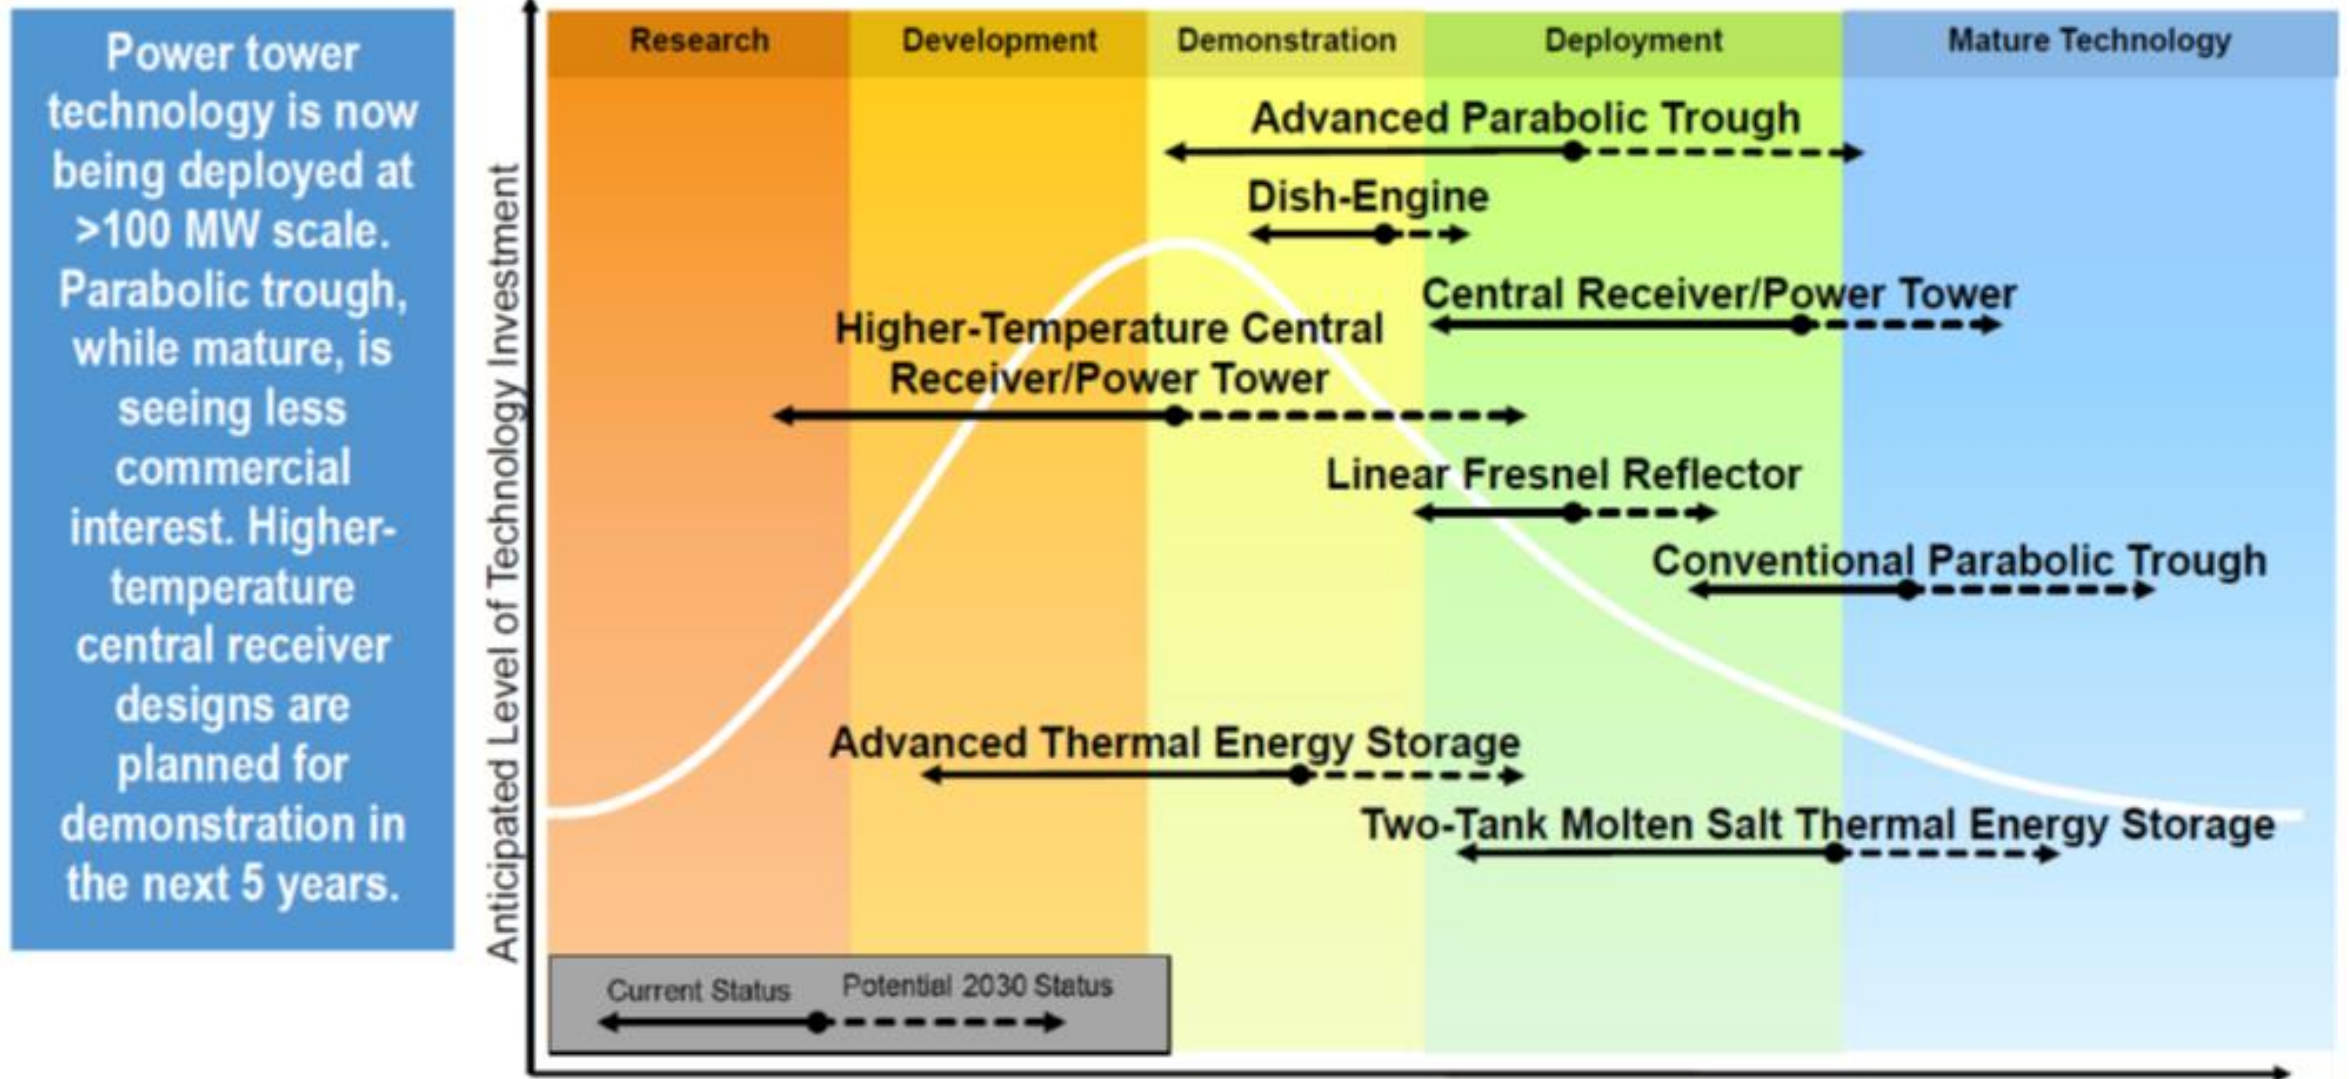 Power tower
technology is now
being deployed at
>100 MW scale.
Parabolic trough,
while mature, is
seeing less
commercial
interest. Higher-
temperature
central receiver
designs are
planned for
demonstration in
the next 5 years.
Anticipated Level of Technology Investment
Research
Development
Demonstration
Deployment
Mature Technology
Advanced Parabolic Trough
Dish-Engine
Central Receiver/Power Tower
Higher-Temperature Central
Receiver/Power Tower
Linear Fresnel Reflector
Conventional Parabolic Trough
Advanced Thermal Energy Storage
Two-Tank Molten Salt Thermal Energy Storage
Current Status
Potential 2030 Status